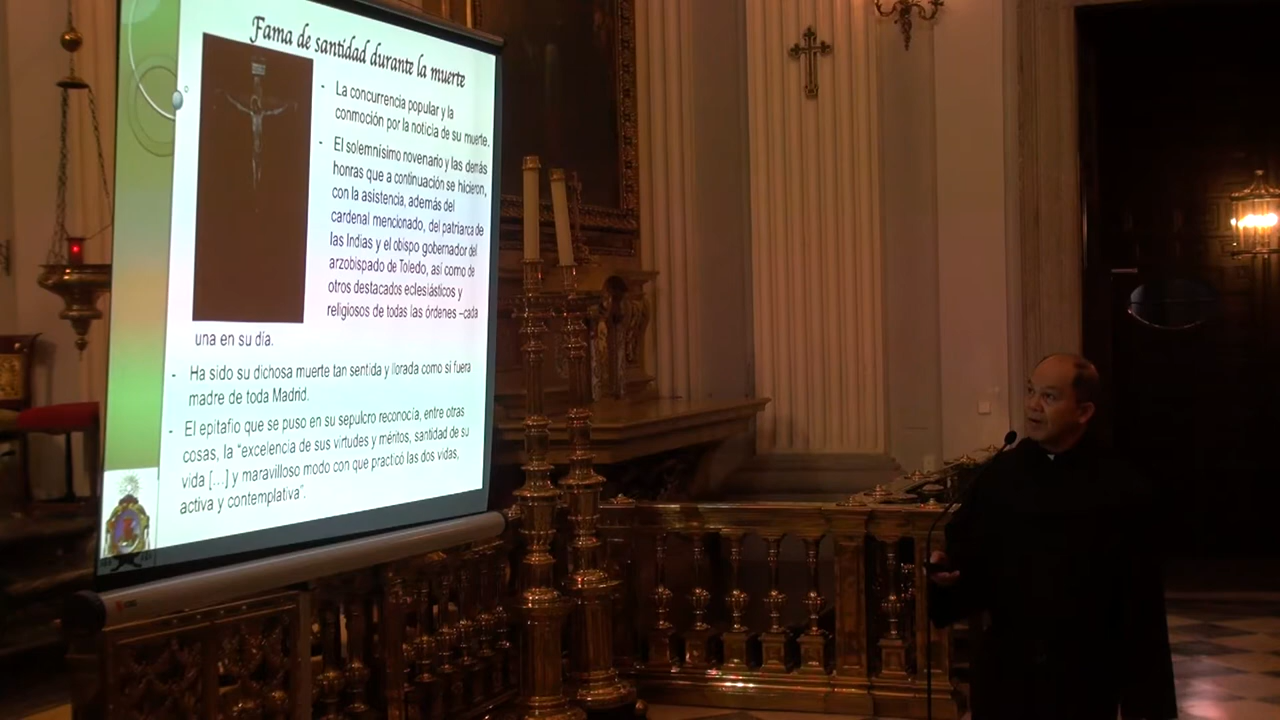 Fama de santidad durante la muerte
- La concurrencia popular y la
conmoción por la noticia de su muerte.
- El solemnísimo novenario y las demás
honras que a continuación se hicieron,
con la asistencia, además del
cardenal mencionado, del patriarca de
las Indias y el obispo gobernador del
arzobispado de Toledo, así como de
otros destacados eclesiásticos y
religiosos de todas las órdenes –cada
una en su día.
- Ha sido su dichosa muerte tan sentida y llorada como si fuera
madre de toda Madrid.
- El epitafio que se puso en su sepulcro reconocía, entre otras
cosas, la "excelencia de sus virtudes y méritos, santidad de su
vida [...] y maravilloso modo con que practicó las dos vidas,
activa y contemplativa".